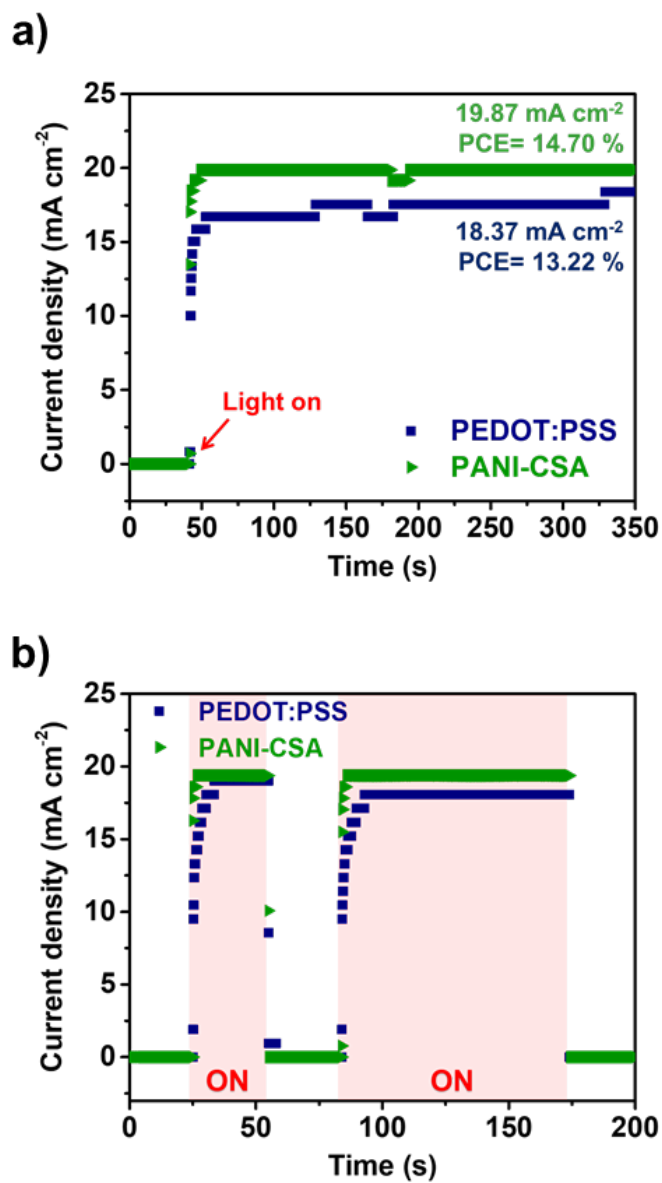 a)
25
20
15
10
5
0
Current density (mA cm⁻²)
19.87 mA cm⁻²
PCE= 14.70 %
18.37 mA cm⁻²
PCE= 13.22 %
Light on
PEDOT:PSS
PANI-CSA
0 50 100 150 200 250 300 350
Time (s)
b)
25
20
15
10
5
0
Current density (mA cm⁻²)
PEDOT:PSS
PANI-CSA
ON ON
0 50 100 150 200
Time (s)